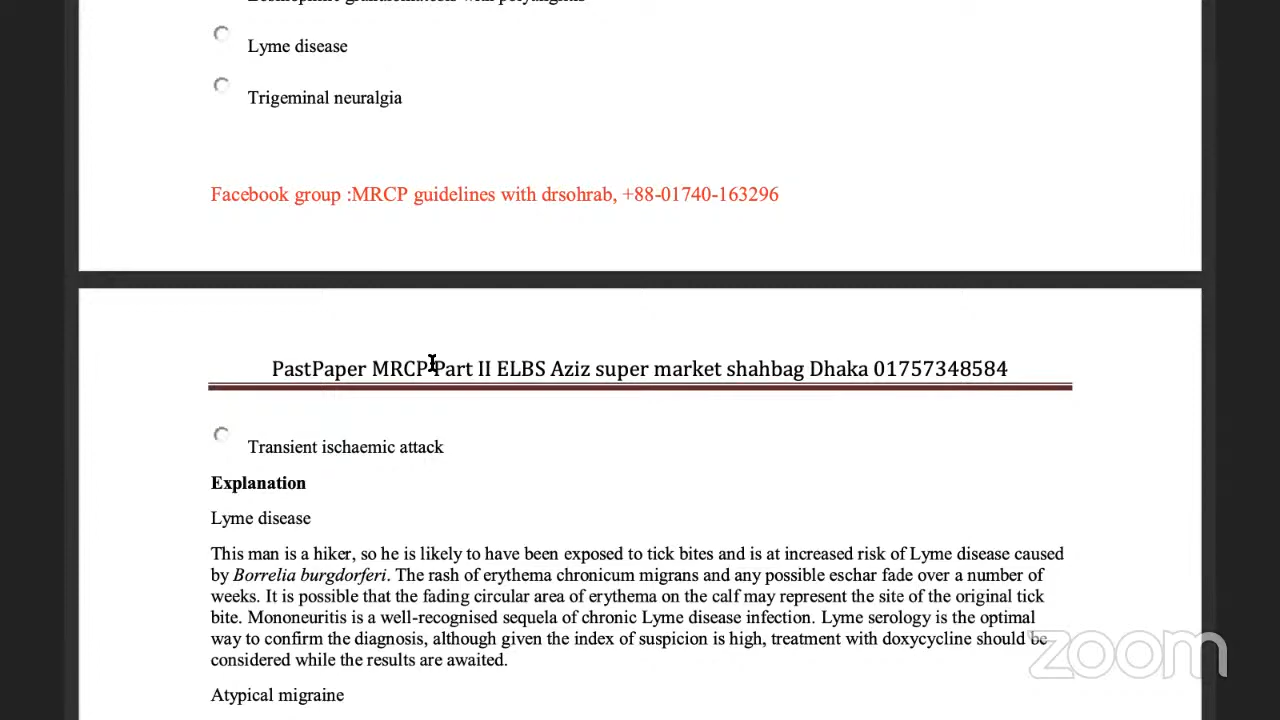 Eosinophilic granulomatosis with polyangiitis
Lyme disease
Trigeminal neuralgia
Facebook group :MRCP guidelines with drsohrab, +88-01740-163296
PastPaper MRCP Part II ELBS Aziz super market shahbag Dhaka 01757348584
Transient ischaemic attack
Explanation
Lyme disease
This man is a hiker, so he is likely to have been exposed to tick bites and is at increased risk of Lyme disease caused
by Borrelia burgdorferi. The rash of erythema chronicum migrans and any possible eschar fade over a number of
weeks. It is possible that the fading circular area of erythema on the calf may represent the site of the original tick
bite. Mononeuritis is a well-recognised sequela of chronic Lyme disease infection. Lyme serology is the optimal
way to confirm the diagnosis, although given the index of suspicion is high, treatment with doxycycline should be
considered while the results are awaited.
zoom
Atypical migraine